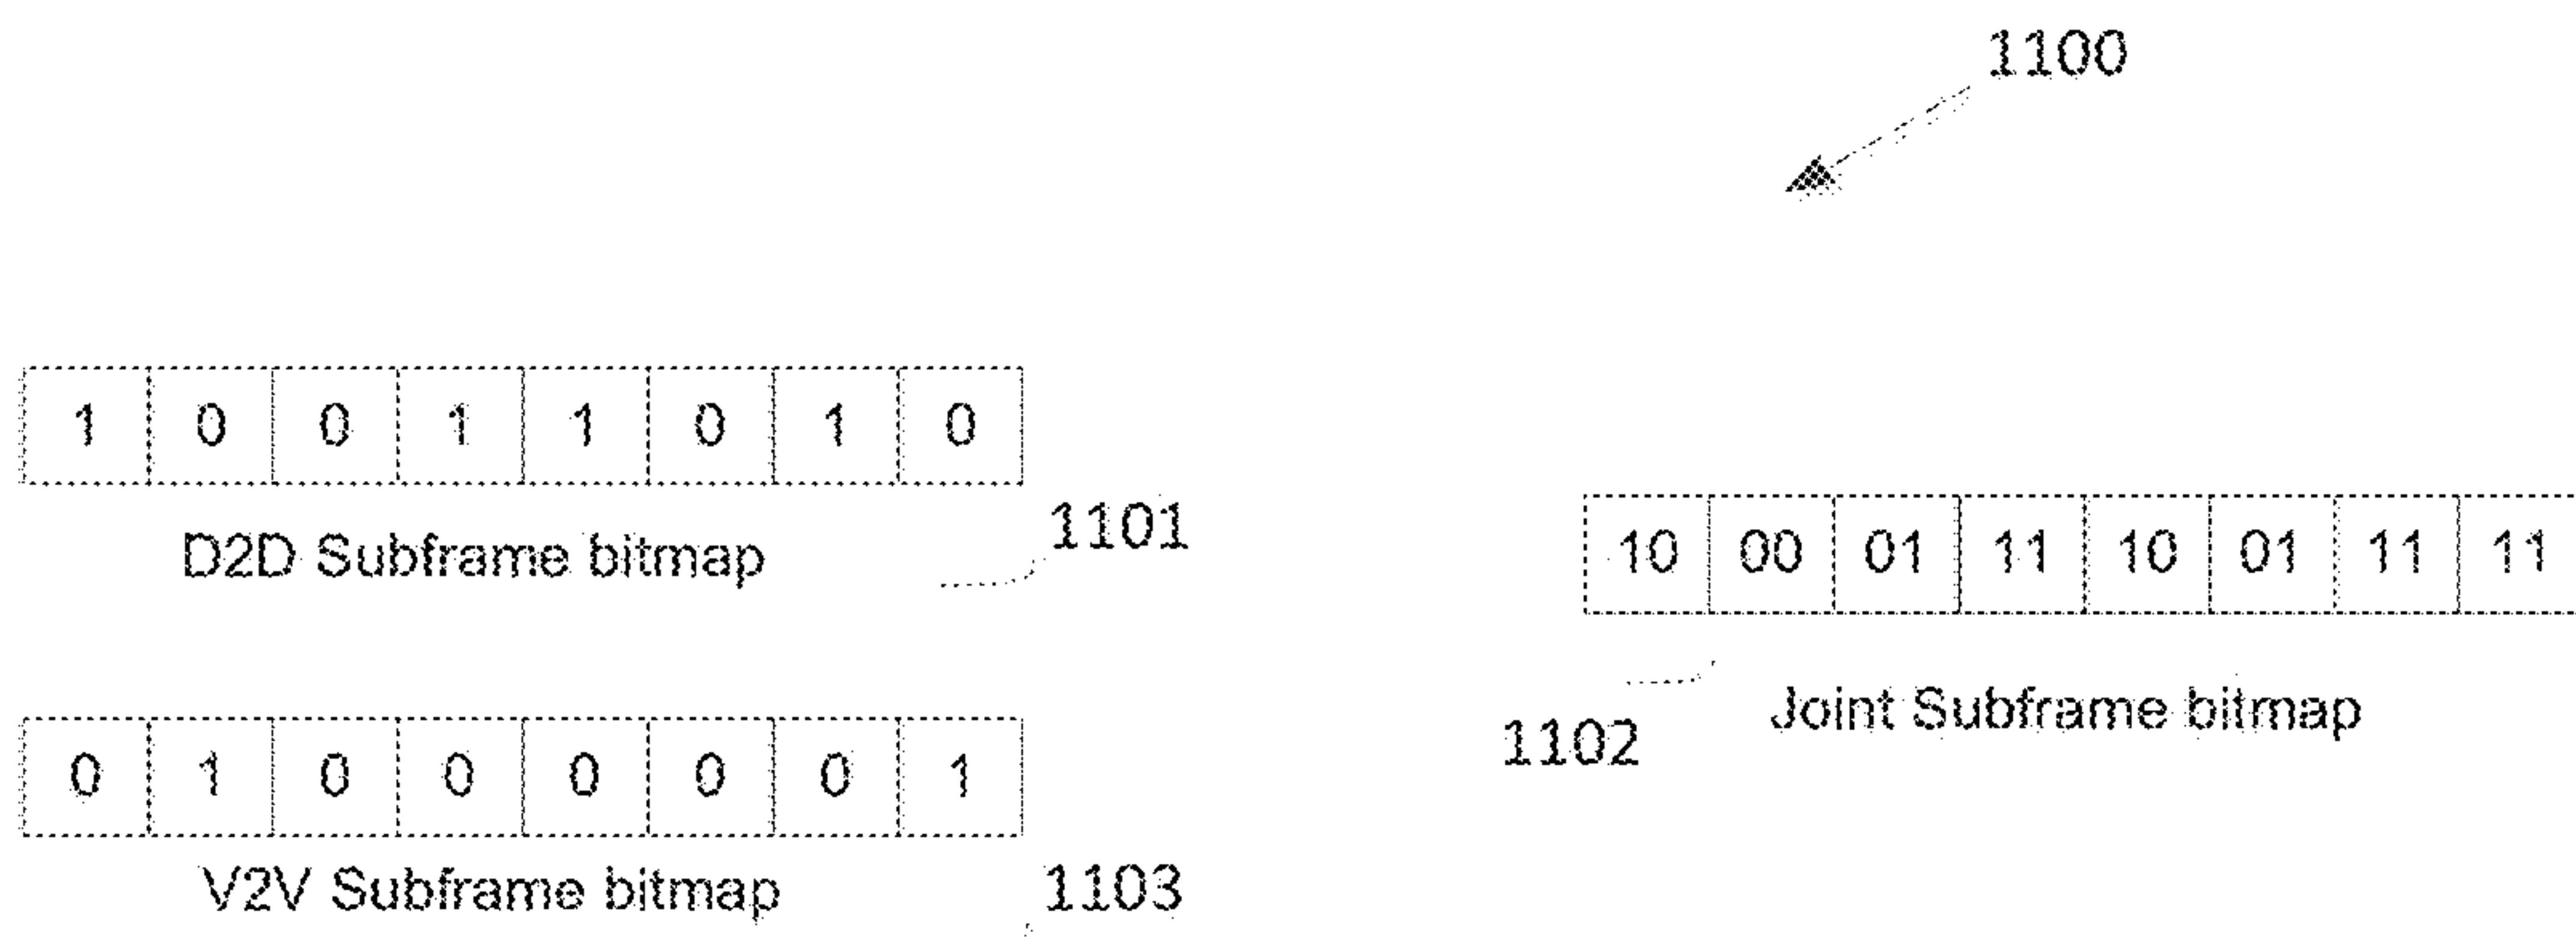 1100
1 0 0 1 1 0 1 0
D2D Subframe bitmap
1101
10 00 01 11 10 01 11 11
1102
Joint Subframe bitmap
0 1 0 0 0 0 0 1
V2V Subframe bitmap
1103